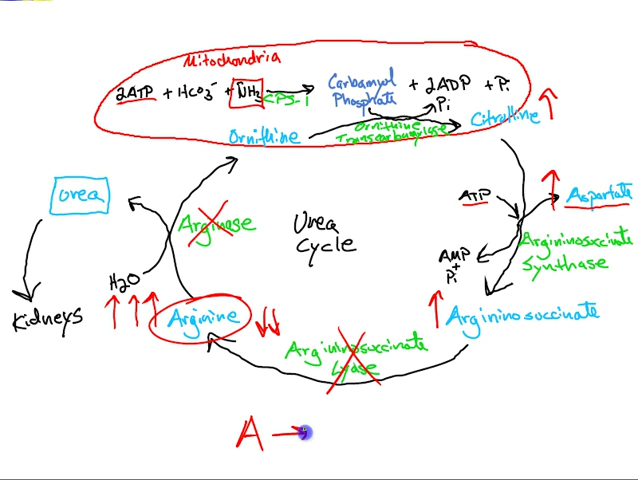 Mitochondria
2ATP + HCO3⁻ + NH3 → Carbamoyl Phosphate + 2ADP + Pi
CPS-1
Pi
Ornithine
Ornithine Transcarbamylase
Citrulline ↑
Urea
Arginase
Urea
Cycle
ATP
↑ Aspartate
Argininosuccinate
Synthase
AMP
+
Pi
H2O
Kidneys
↑↑↑ Arginine ↓↓
↑ Argininosuccinate
Argininosuccinate
Lyase
A →